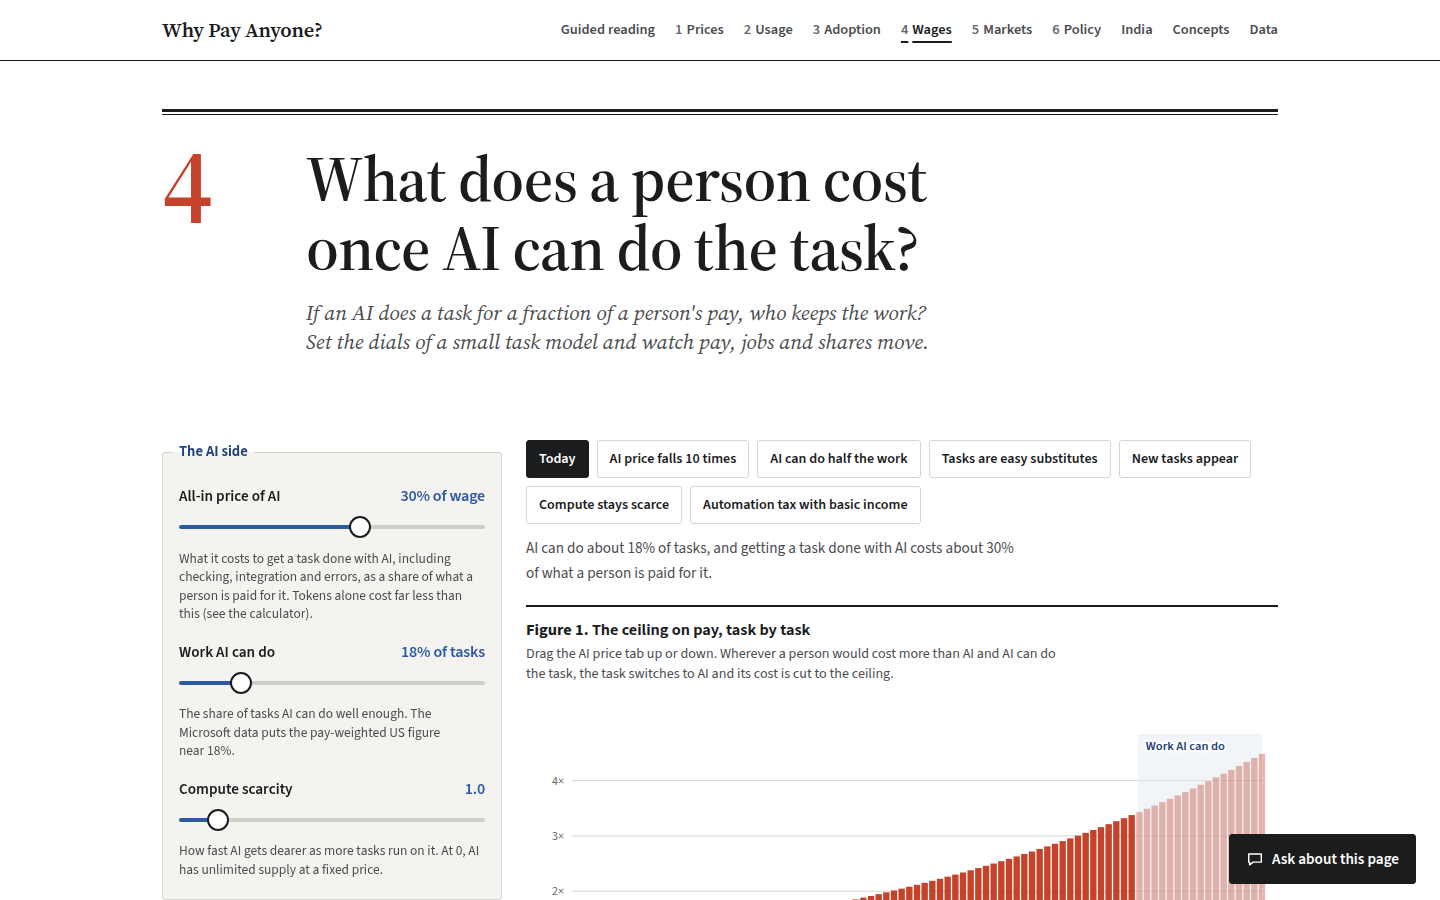 Why Pay Anyone?
Guided reading
1 Prices
2 Usage
3 Adoption
4 Wages
5 Markets
6 Policy
India
Concepts
Data
4
What does a person cost
once AI can do the task?
If an AI does a task for a fraction of a person's pay, who keeps the work?
Set the dials of a small task model and watch pay, jobs and shares move.
The AI side
All-in price of AI
30% of wage
What it costs to get a task done with AI, including
checking, integration and errors, as a share of what a
person is paid for it. Tokens alone cost far less than
this (see the calculator).
Work AI can do
18% of tasks
The share of tasks AI can do well enough. The
Microsoft data puts the pay-weighted US figure
near 18%.
Compute scarcity
1.0
How fast AI gets dearer as more tasks run on it. At 0, AI
has unlimited supply at a fixed price.
Today
AI price falls 10 times
AI can do half the work
Tasks are easy substitutes
New tasks appear
Compute stays scarce
Automation tax with basic income
AI can do about 18% of tasks, and getting a task done with AI costs about 30%
of what a person is paid for it.
Figure 1. The ceiling on pay, task by task
Drag the AI price tab up or down. Wherever a person would cost more than AI and AI can do
the task, the task switches to AI and its cost is cut to the ceiling.
Work AI can do
4×
3×
2×
Ask about this page